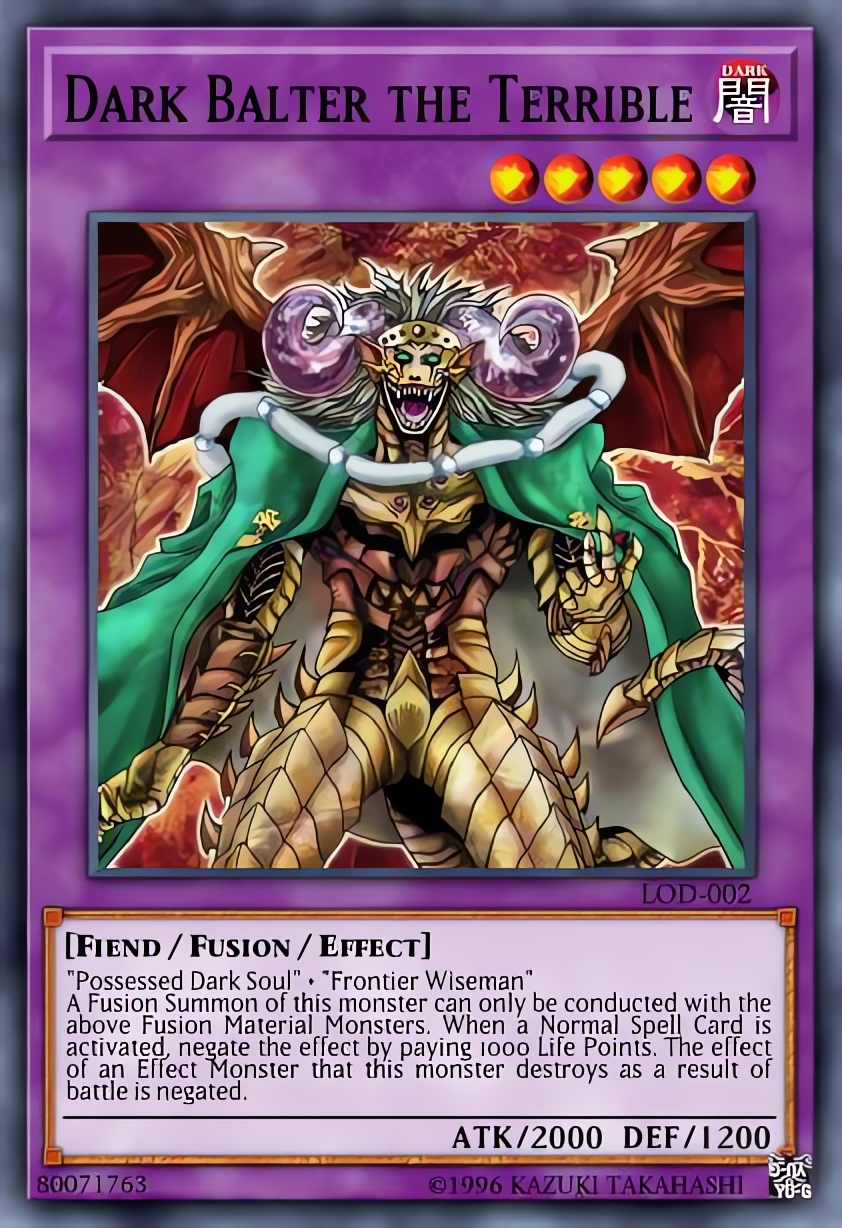 DARK BALTER THE TERRIBLE
DARK
闇
LOD-002
[FIEND / FUSION / EFFECT]
"Possessed Dark Soul" • "Frontier Wiseman"
A Fusion Summon of this monster can only be conducted with the
above Fusion Material Monsters. When a Normal Spell Card is
activated, negate the effect by paying 1000 Life Points. The effect
of an Effect Monster that this monster destroys as a result of
battle is negated.
ATK/2000 DEF/1200
80071763
©1996 KAZUKI TAKAHASHI